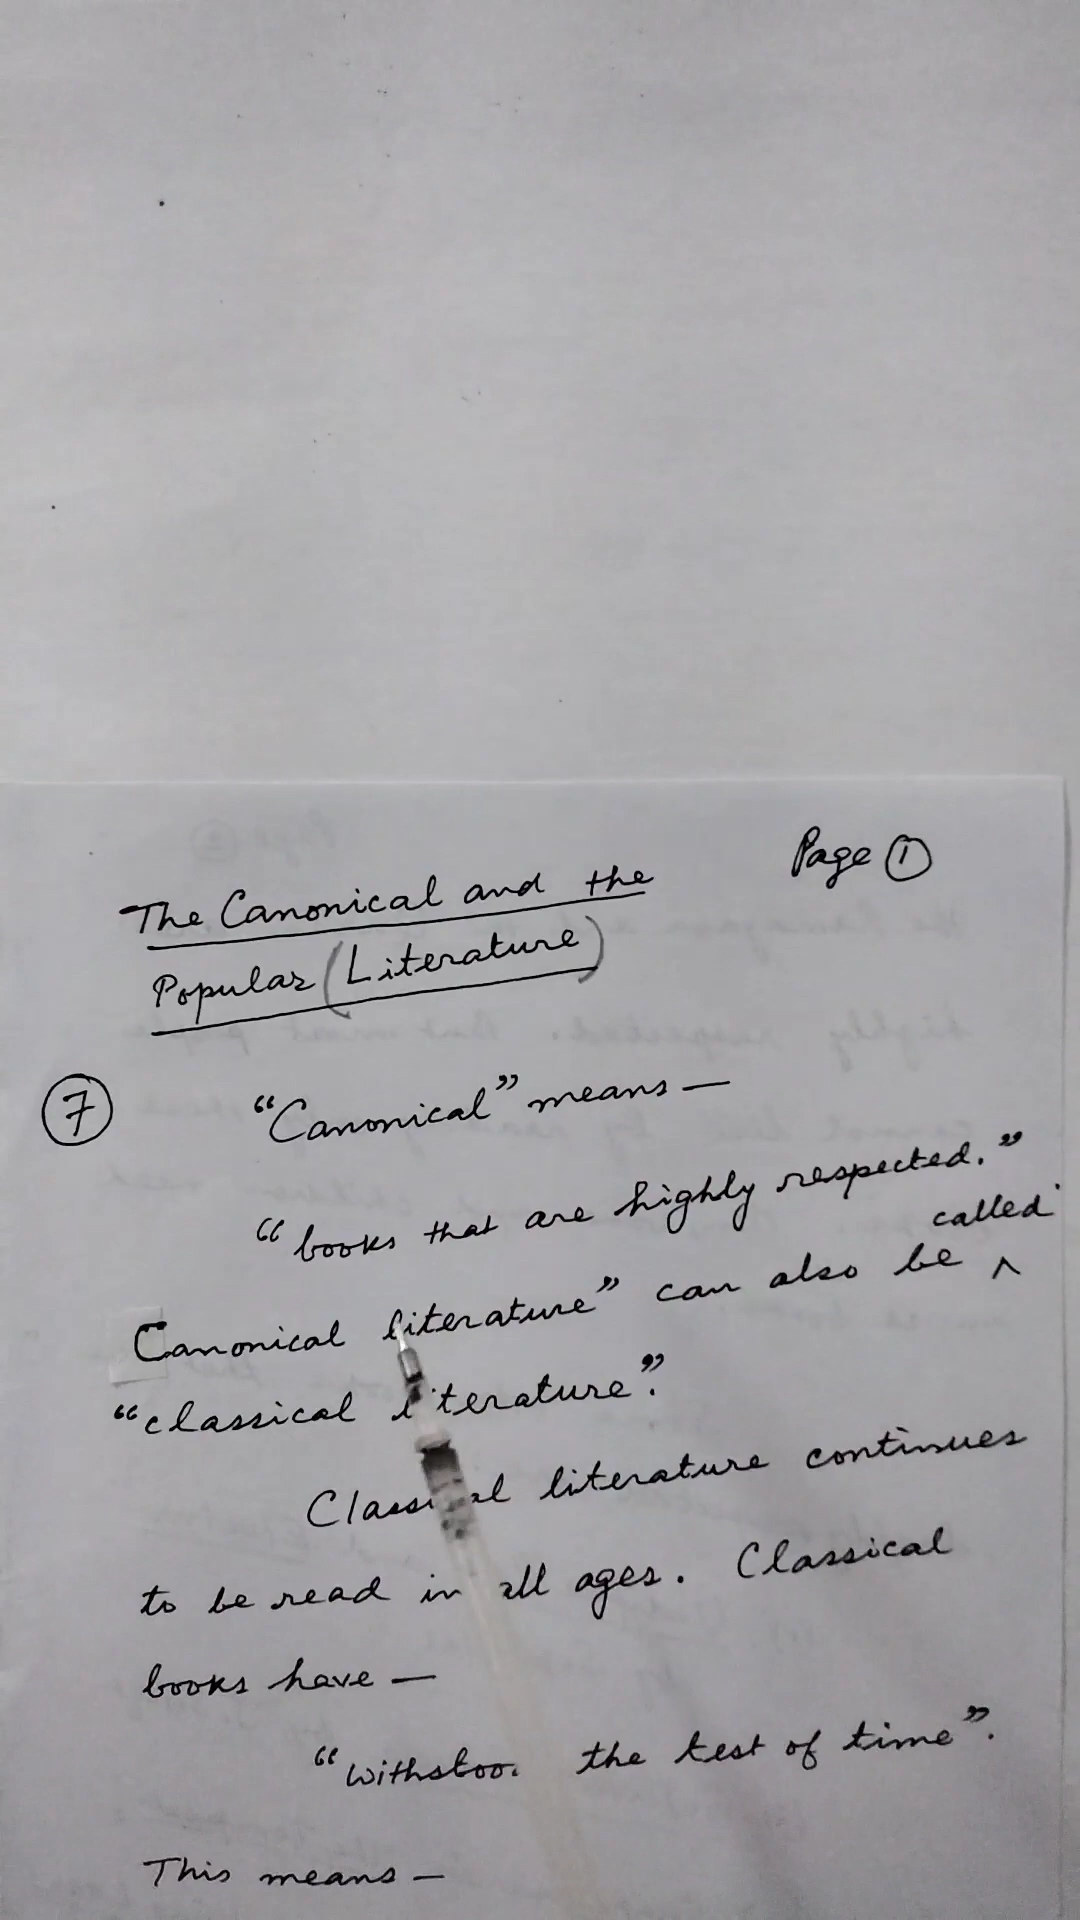 Page ①
The Canonical and the
Popular (Literature)
⑦ "Canonical" means —
"books that are highly respected."
called
Canonical literature" can also be ^
"classical literature".
Classical literature continues
to be read in all ages. Classical
books have —
"withstoo. the test of time".
This means —